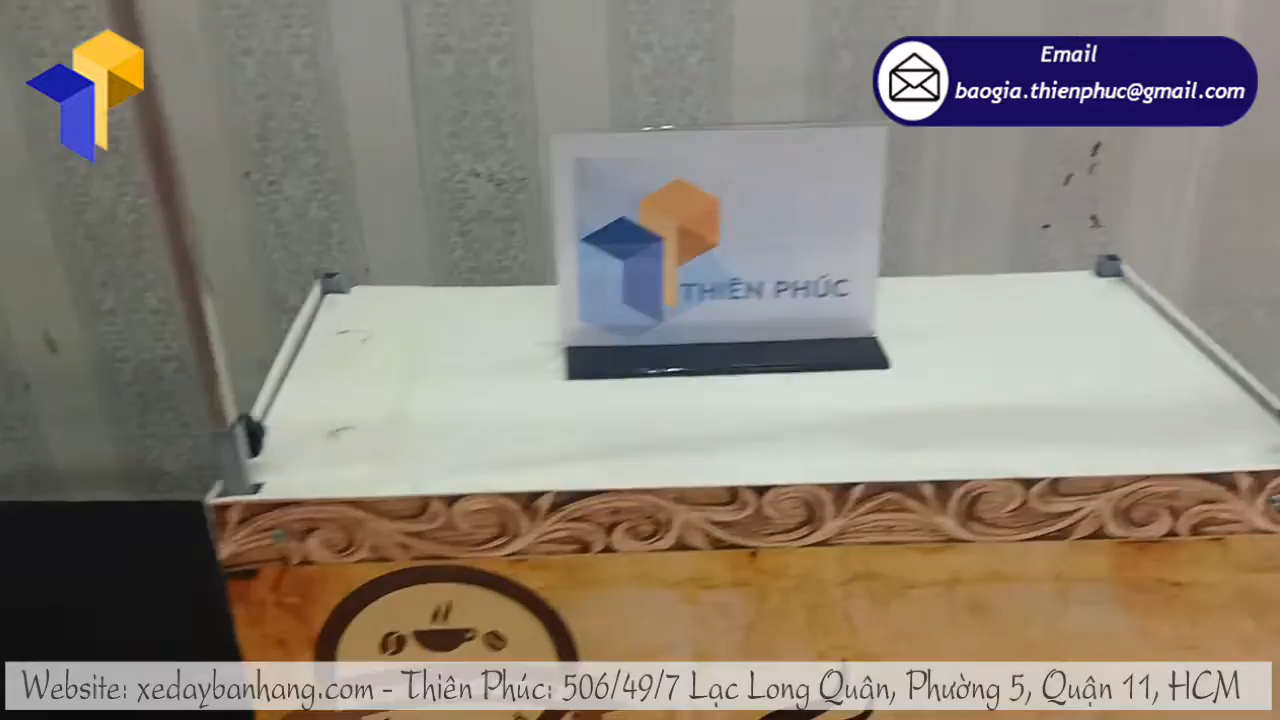 Email
baogia.thienphuc@gmail.com
THIÊN PHÚC
Website: xedaybanhang.com - Thiên Phúc: 506/49/7 Lạc Long Quân, Phường 5, Quận 11, HCM